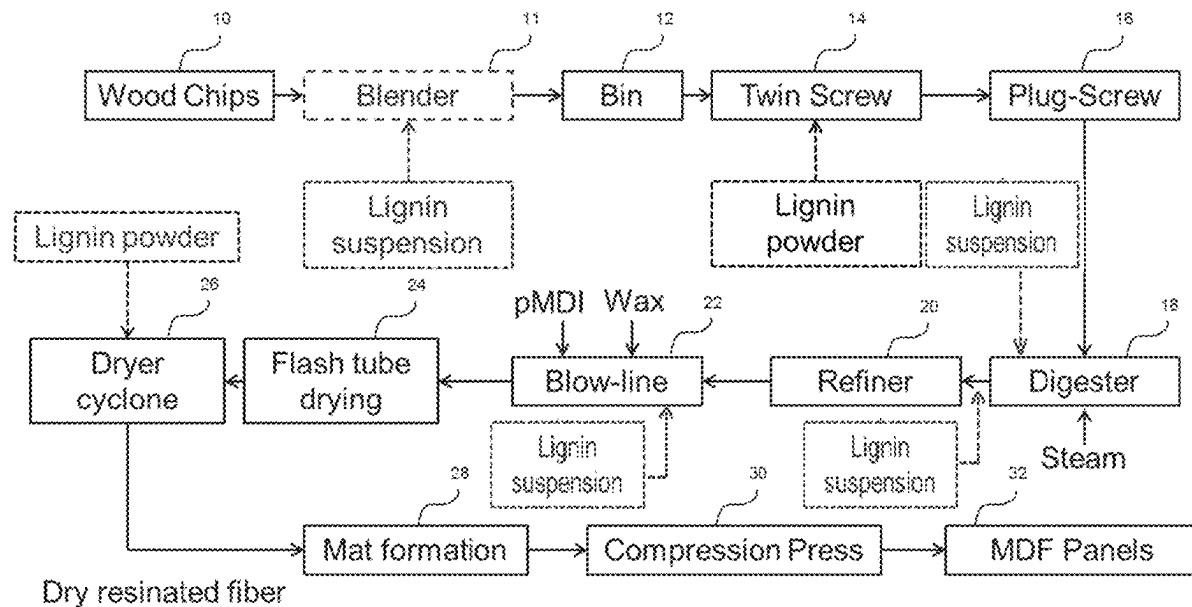 10
11
12
14
16
Wood Chips
Blender
Bin
Twin Screw
Plug-Screw
Lignin
suspension
Lignin
powder
Lignin
suspension
Lignin powder
26
24
pMDI
Wax
22
20
18
Dryer
cyclone
Flash tube
drying
Blow-line
Refiner
Digester
Lignin
suspension
Lignin
suspension
Steam
28
30
32
Mat formation
Compression Press
MDF Panels
Dry resinated fiber